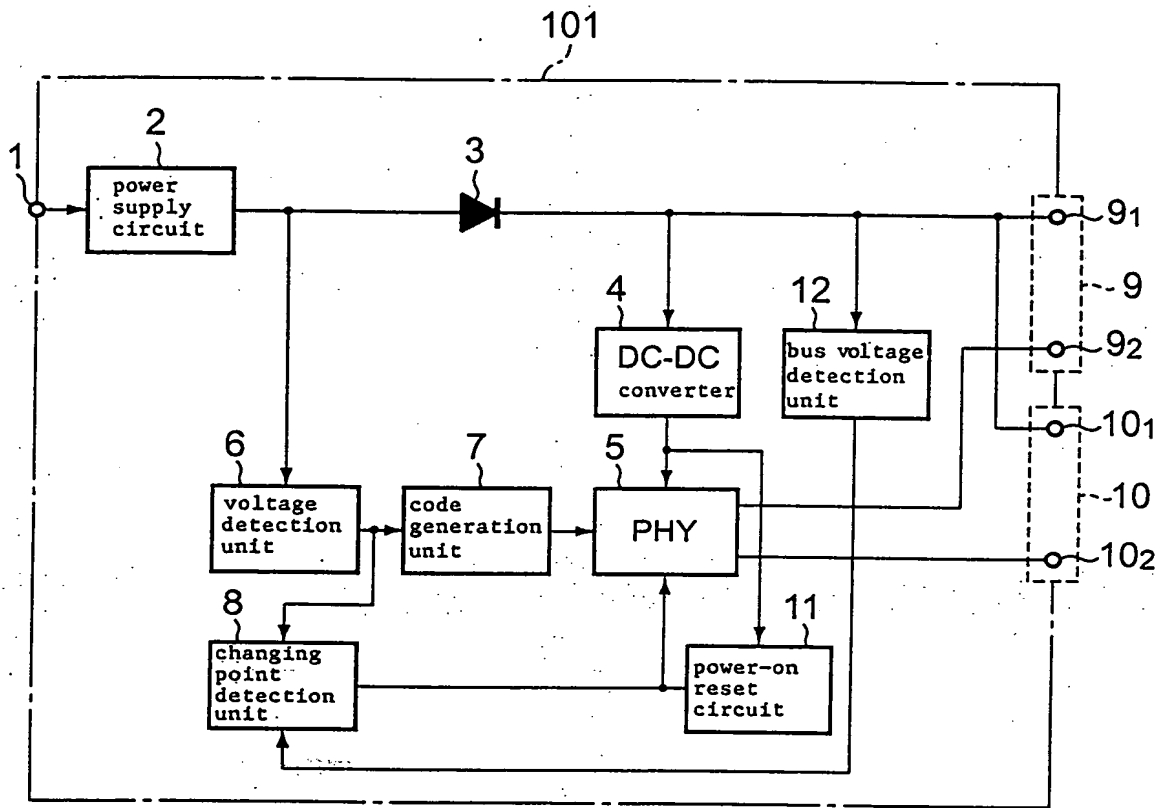 101
1
2
power
supply
circuit
3
9₁
9
9₂
4
DC-DC
converter
12
bus voltage
detection
unit
10₁
10
10₂
6
voltage
detection
unit
7
code
generation
unit
5
PHY
8
changing
point
detection
unit
11
power-on
reset
circuit